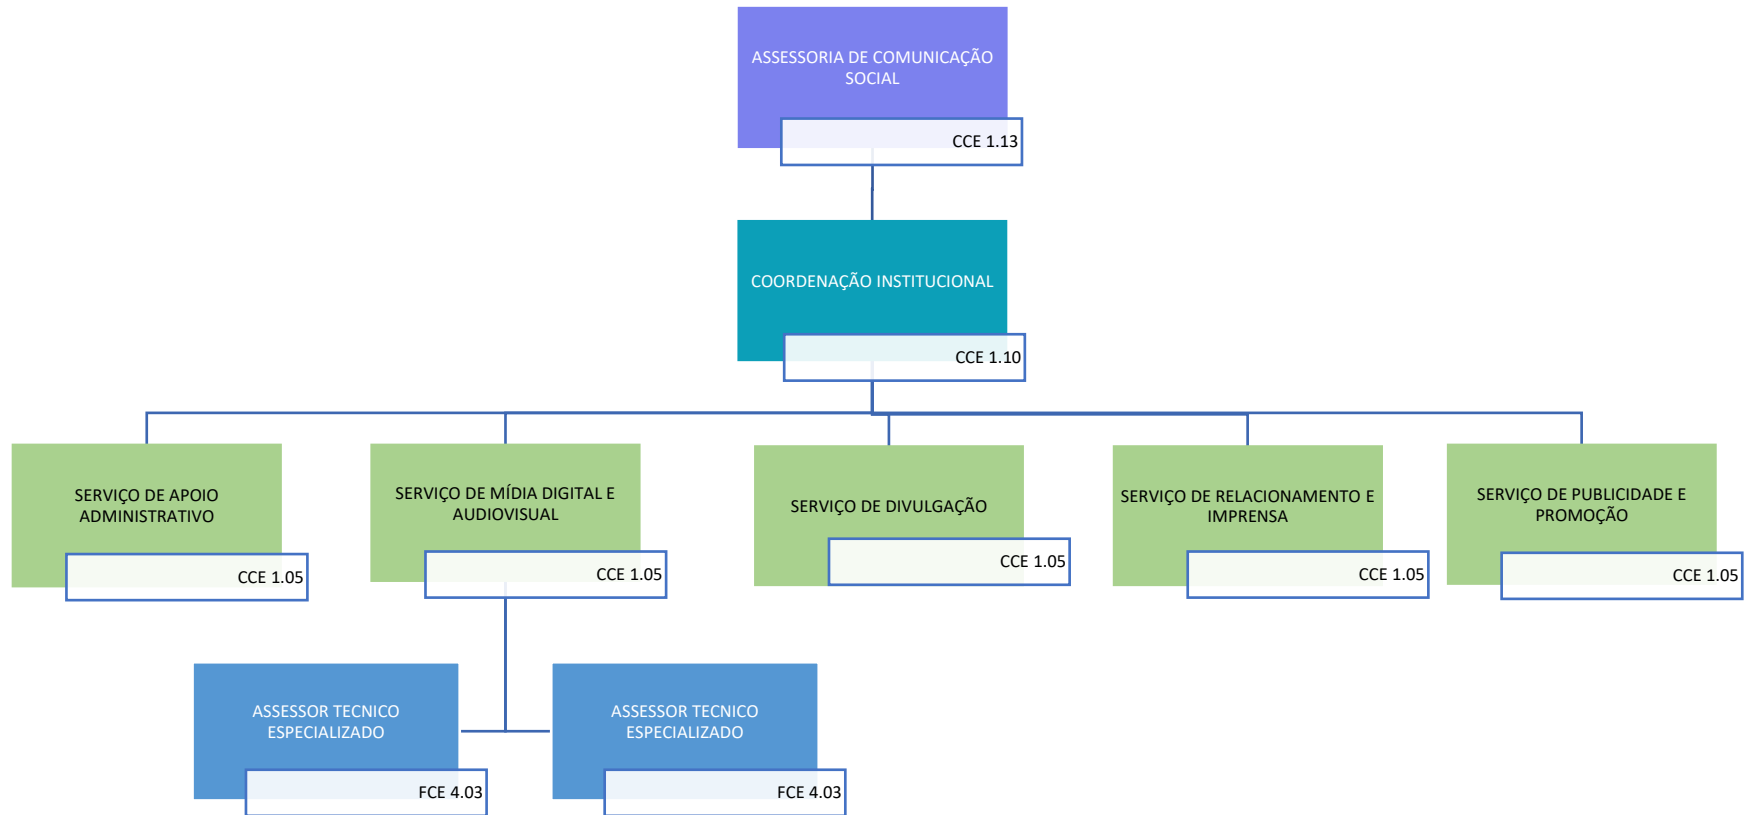 ASSESSORIA DE COMUNICAÇÃO
SOCIAL
CCE 1.13
COORDENAÇÃO INSTITUCIONAL
CCE 1.10
SERVIÇO DE APOIO
ADMINISTRATIVO
CCE 1.05
SERVIÇO DE MÍDIA DIGITAL E
AUDIOVISUAL
CCE 1.05
SERVIÇO DE DIVULGAÇÃO
CCE 1.05
SERVIÇO DE RELACIONAMENTO E
IMPRENSA
CCE 1.05
SERVIÇO DE PUBLICIDADE E
PROMOÇÃO
CCE 1.05
ASSESSOR TECNICO
ESPECIALIZADO
FCE 4.03
ASSESSOR TECNICO
ESPECIALIZADO
FCE 4.03